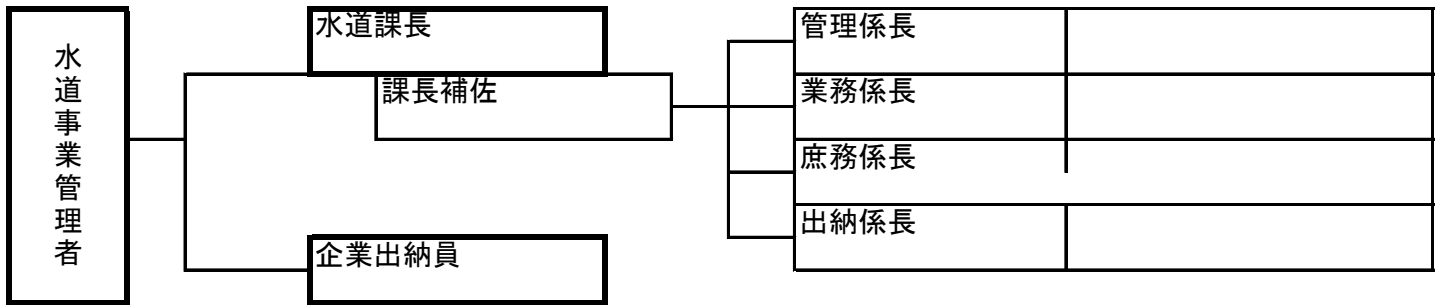 水道事業管理者
水道課長
課長補佐
企業出納員
管理係長
業務係長
庶務係長
出納係長